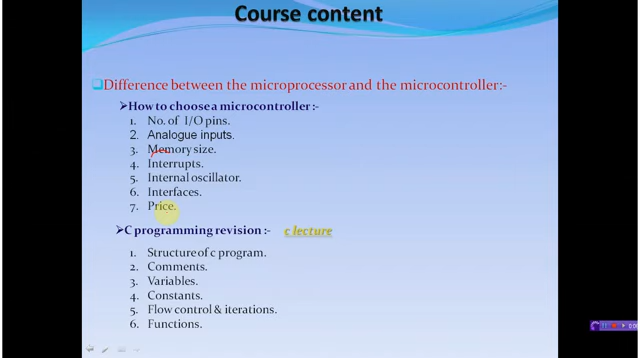 Course content
Difference between the microprocessor and the microcontroller:-
How to choose a microcontroller :-
1. No. of I/O pins.
2. Analogue inputs.
3. Memory size.
4. Interrupts.
5. Internal oscillator.
6. Interfaces.
7. Price.
C programming revision :- c lecture
1. Structure of c program.
2. Comments.
3. Variables.
4. Constants.
5. Flow control & iterations.
6. Functions.